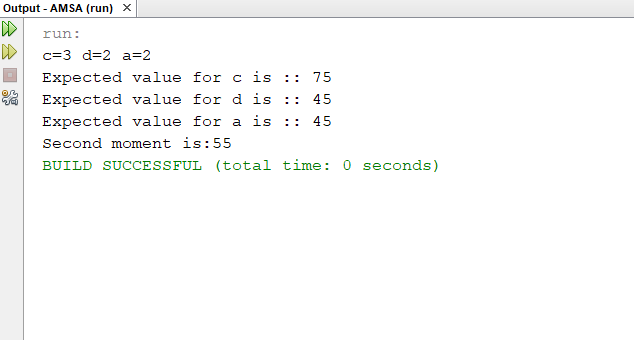 Output - AMSA (run) ×
run:
c=3 d=2 a=2
Expected value for c is :: 75
Expected value for d is :: 45
Expected value for a is :: 45
Second moment is:55
BUILD SUCCESSFUL (total time: 0 seconds)